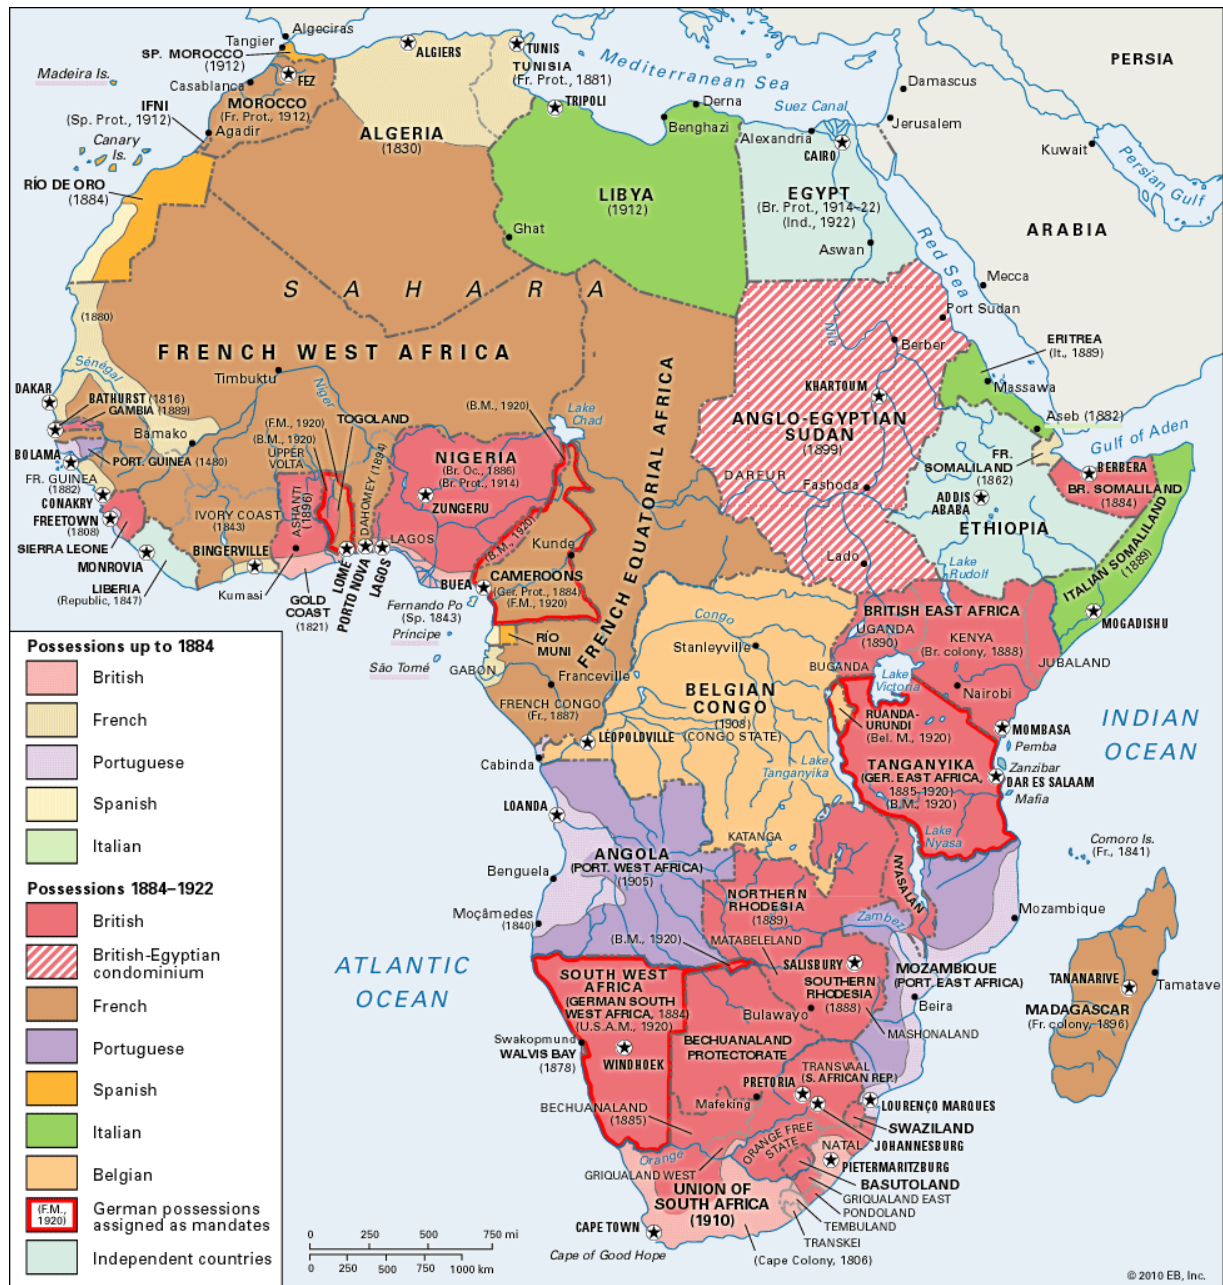 Algeciras
Tangier
SP. MOROCCO
(1912)
ALGIERS
TUNIS
TUNISIA
(Fr. Prot., 1881)
Mediterranean Sea
PERSIA
Madeira Is.
Casablanca
FEZ
MOROCCO
(Fr. Prot., 1912)
IFNI
(Sp. Prot., 1912)
Agadir
ALGERIA
(1830)
TRIPOLI
Derna
Benghazi
Suez Canal
Damascus
Alexandria
Jerusalem
CAIRO
Kuwait
Persian Gulf
Canary
Is.
RÍO DE ORO
(1884)
LIBYA
(1912)
EGYPT
(Br. Prot., 1914–22)
(Ind., 1922)
Ghat
Aswan
Red Sea
ARABIA
Mecca
SAHARA
(1880)
Port Sudan
Nile
Berber
FRENCH WEST AFRICA
ERITREA
(It., 1889)
Sénégal
Timbuktu
Niger
DAKAR
BATHURST (1816)
GAMBIA (1889)
Bamako
(F.M., 1920)
(B.M., 1920)
UPPER
VOLTA
TOGOLAND
(B.M., 1920)
Lake
Chad
FRENCH EQUATORIAL AFRICA
KHARTOUM
Massawa
ANGLO-EGYPTIAN
SUDAN
(1899)
Aseb (1882)
Gulf of Aden
BOLAMA
PORT. GUINEA (1480)
FR. GUINEA
(1882)
CONAKRY
FREETOWN
(1808)
SIERRA LEONE
MONROVIA
LIBERIA
(Republic, 1847)
IVORY COAST
(1843)
BINGERVILLE
ASHANTI
(1896)
Kumasi
GOLD
COAST
(1821)
DAHOMEY (1894)
LOME
PORTO NOVA
LAGOS
LAGOS
NIGERIA
(Br. Oc., 1886)
(Br. Prot., 1914)
ZUNGERU
(B.M., 1920)
Kunde
BUEA
CAMEROONS
(Ger. Prot., 1884)
(F.M., 1920)
DARFUR
Fashoda
Lado
FR.
SOMALILAND
(1862)
BERBERA
BR. SOMALILAND
(1884)
ADDIS
ABABA
ETHIOPIA
Lake
Rudolf
ITALIAN SOMALILAND
(1889)
MOGADISHU
Fernando Po
(Sp. 1843)
Príncipe
São Tomé
RÍO
MUNI
GABON
Franceville
FRENCH CONGO
(Fr., 1887)
Congo
Stanleyville
BELGIAN
CONGO
(1908)
(CONGO STATE)
LÉOPOLDVILLE
Cabinda
BRITISH EAST AFRICA
UGANDA
(1890)
KENYA
(Br. colony, 1888)
JUBALAND
BUGANDA
Lake
Victoria
Nairobi
RUANDA-
URUNDI
(Bel. M., 1920)
MOMBASA
Pemba
Zanzibar
DAR ES SALAAM
Mafia
TANGANYIKA
(GER. EAST AFRICA,
1885-1920)
(B.M., 1920)
Lake
Tanganyika
INDIAN
OCEAN
LOANDA
KATANGA
Lake
Nyasa
Comoro Is.
(Fr., 1841)
ANGOLA
(PORT. WEST AFRICA)
(1905)
Benguela
Moçâmedes
(1840)
NORTHERN
RHODESIA
(1889)
NYASALAN
Zambezi
Mozambique
(B.M., 1920)
MATABELELAND
SALISBURY
SOUTHERN
RHODESIA
(1888)
MOZAMBIQUE
(PORT. EAST AFRICA)
Bulawayo
Beira
MASHONALAND
TANANARIVE
Tamatave
MADAGASCAR
(Fr. colony, 1896)
ATLANTIC
OCEAN
SOUTH WEST
AFRICA
(GERMAN SOUTH
WEST AFRICA, 1884)
(U.S.A.M., 1920)
Swakopmund
WALVIS BAY
(1878)
WINDHOEK
BECHUANALAND
PROTECTORATE
BECHUANALAND
(1885)
TRANSVAAL
(S. AFRICAN REP.)
PRETORIA
Mafeking
LOURENÇO MARQUES
SWAZILAND
JOHANNESBURG
ORANGE FREE
STATE
NATAL
Orange
GRIQUALAND WEST
PIETERMARITZBURG
BASUTOLAND
GRIQUALAND EAST
PONDOLAND
TEMBULAND
TRANSKEI
UNION OF
SOUTH AFRICA
(1910)
CAPE TOWN
Cape of Good Hope
(Cape Colony, 1806)
Possessions up to 1884
British
French
Portuguese
Spanish
Italian
Possessions 1884–1922
British
British-Egyptian
condominium
French
Portuguese
Spanish
Italian
Belgian
(F.M.,
1920)
German possessions
assigned as mandates
Independent countries
0 250 500 750 mi
0 250 500 750 1000 km
© 2010 EB, Inc.